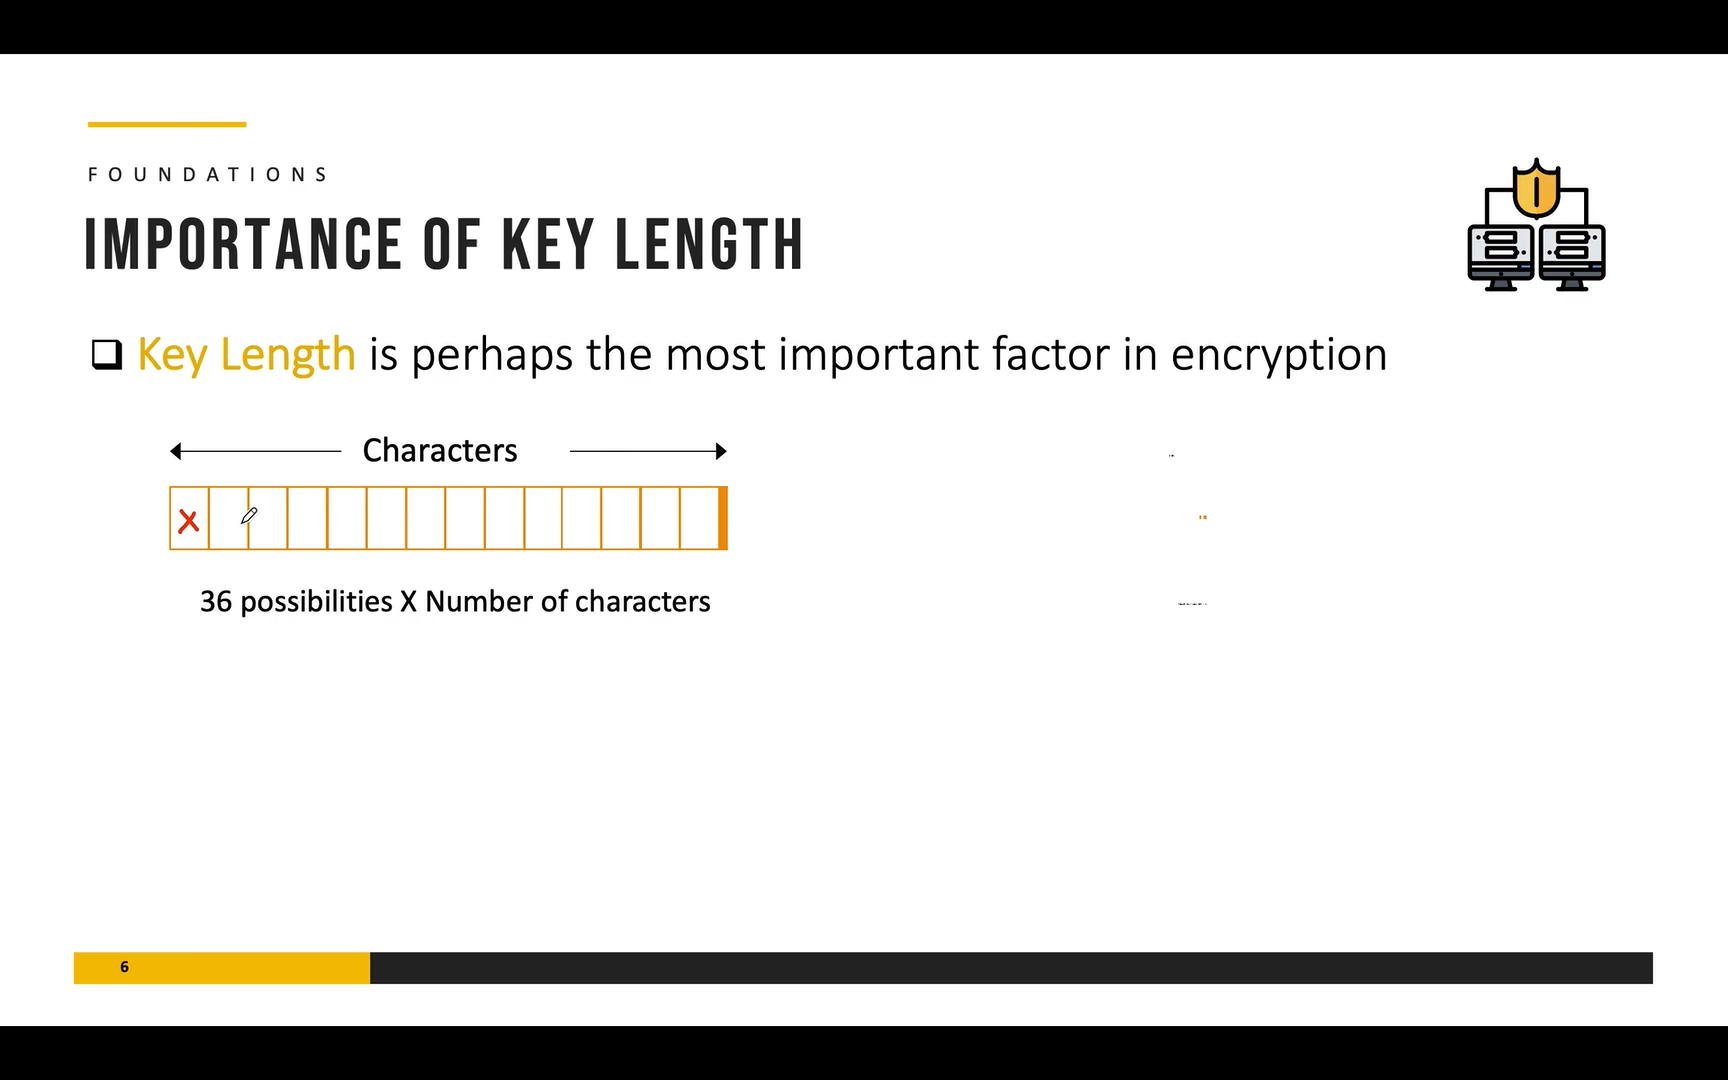 FOUNDATIONS
IMPORTANCE OF KEY LENGTH
Key Length is perhaps the most important factor in encryption
Characters
X
36 possibilities X Number of characters
6